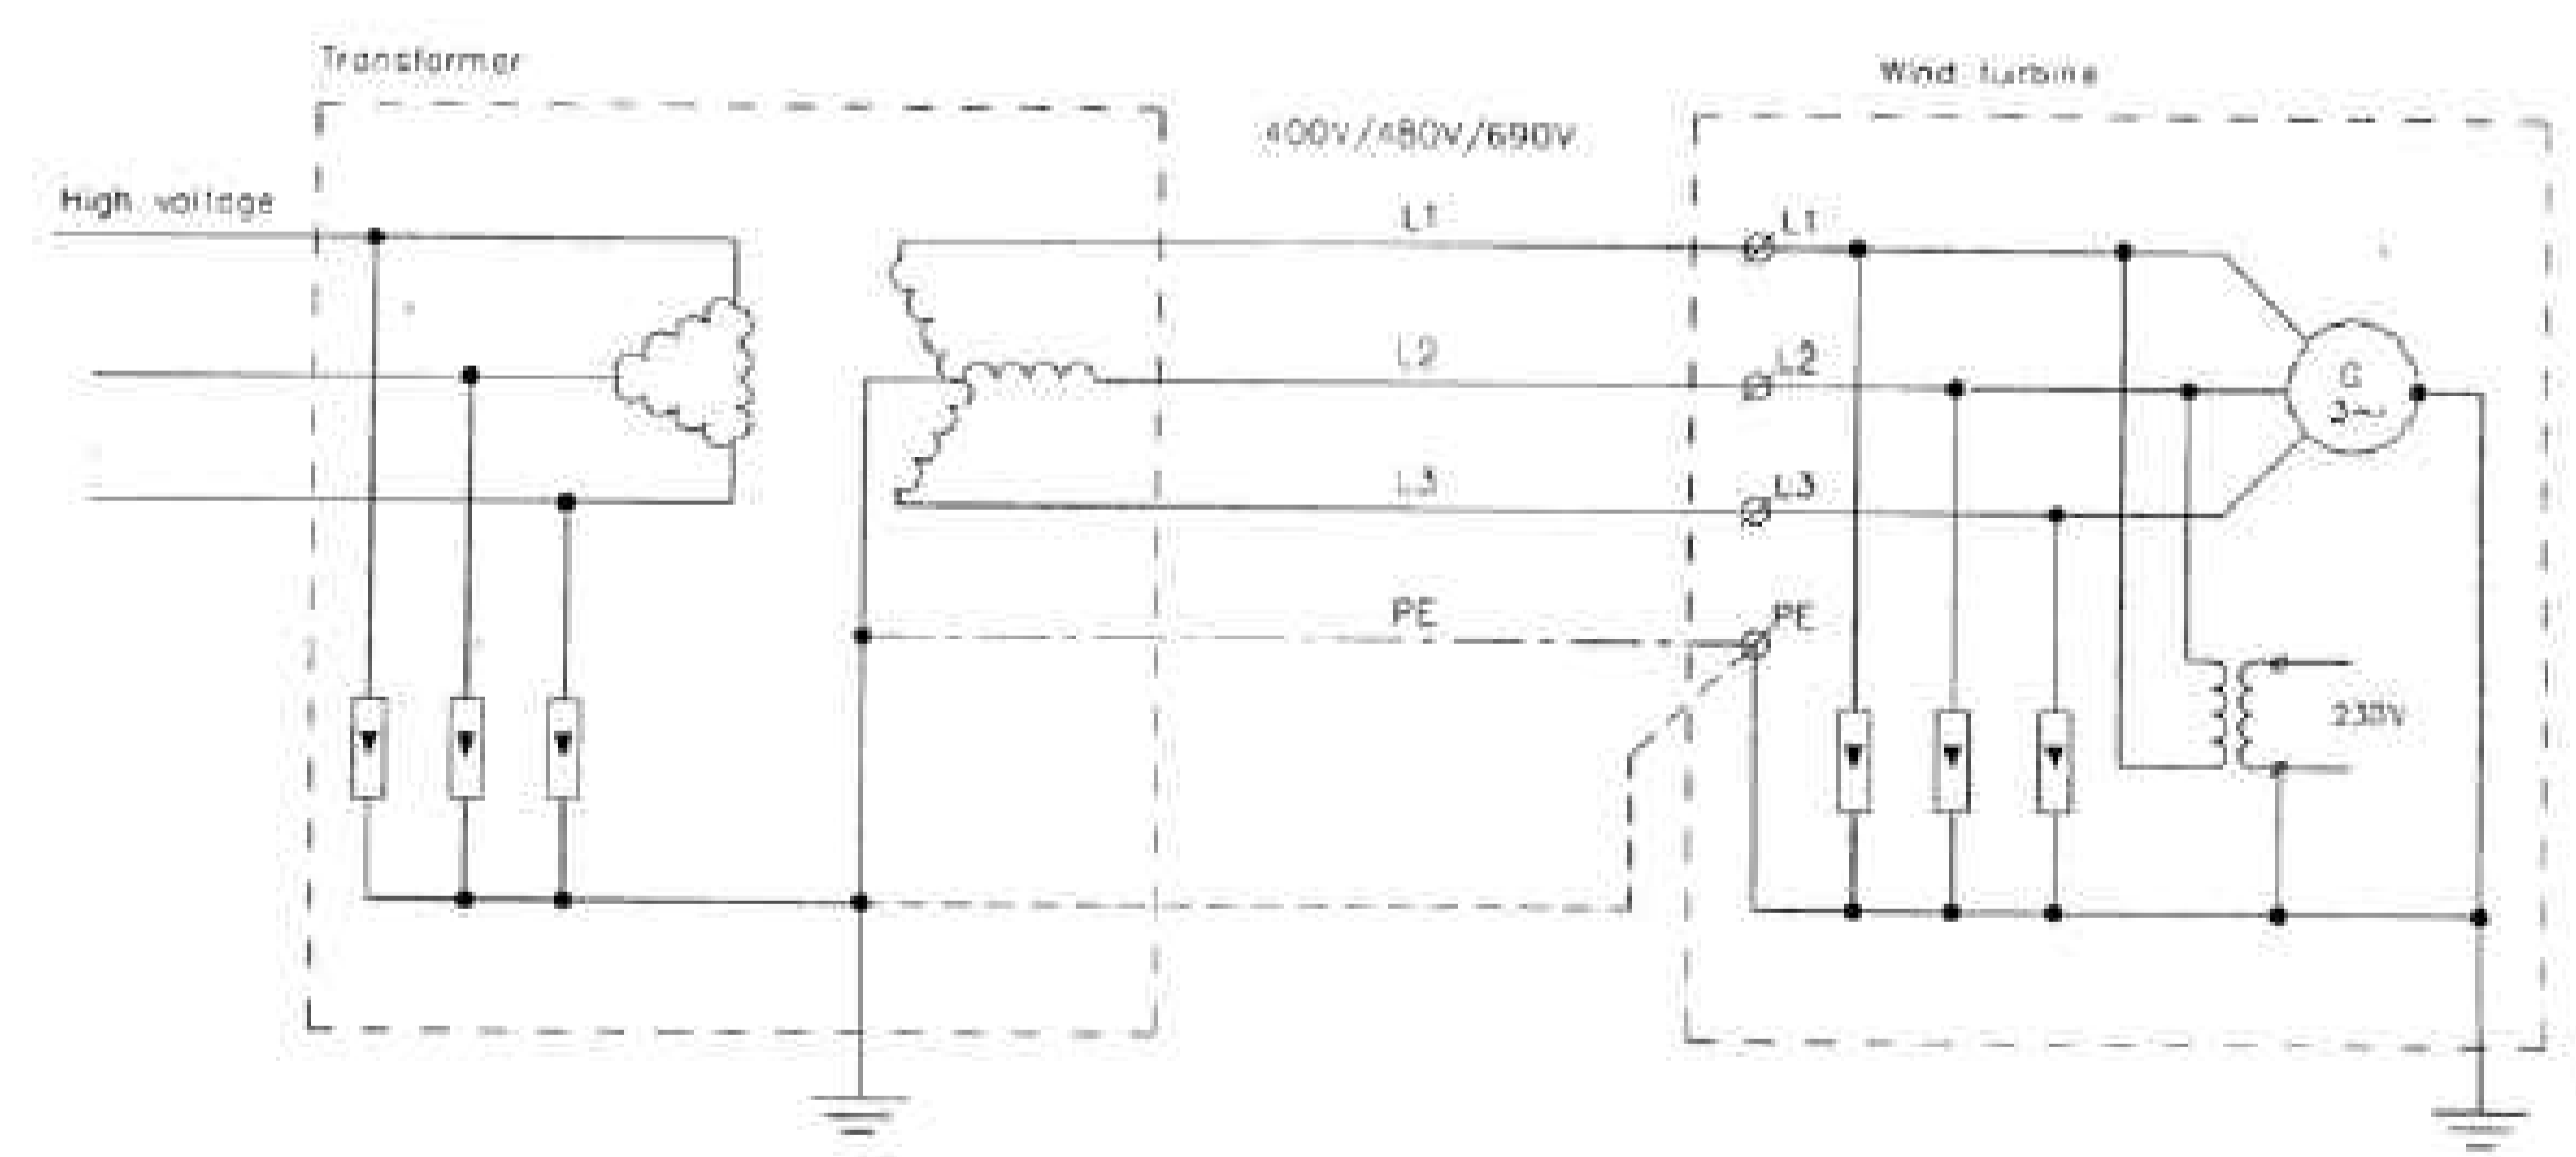 Transformer
Wind turbine
400V/480V/690V
High voltage
L1
L1
L2
L2
L3
L3
PE
PE
G
3~
230V